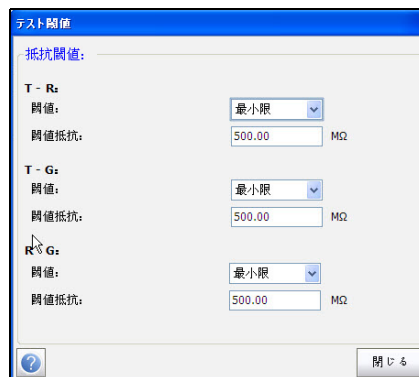 テスト閾値
抵抗閾値:
T - R:
閾値: 最小限
閾値抵抗: 500.00 MΩ
T - G:
閾値: 最小限
閾値抵抗: 500.00 MΩ
R - G:
閾値: 最小限
閾値抵抗: 500.00 MΩ
? 閉じる